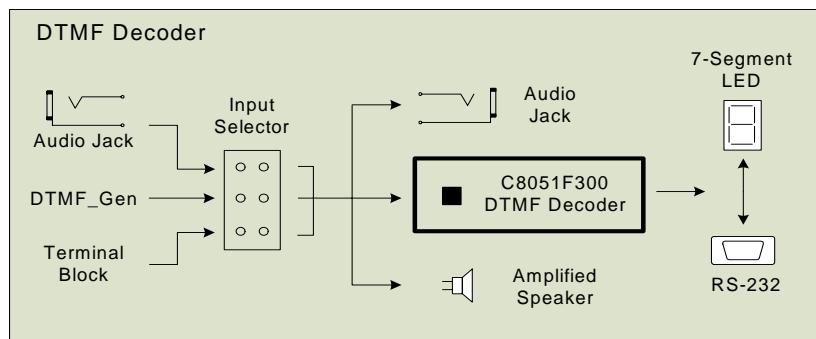 DTMF Decoder
Audio Jack
DTMF_Gen
Terminal
Block
Input
Selector
Audio
Jack
C8051F300
DTMF Decoder
Amplified
Speaker
7-Segment
LED
RS-232